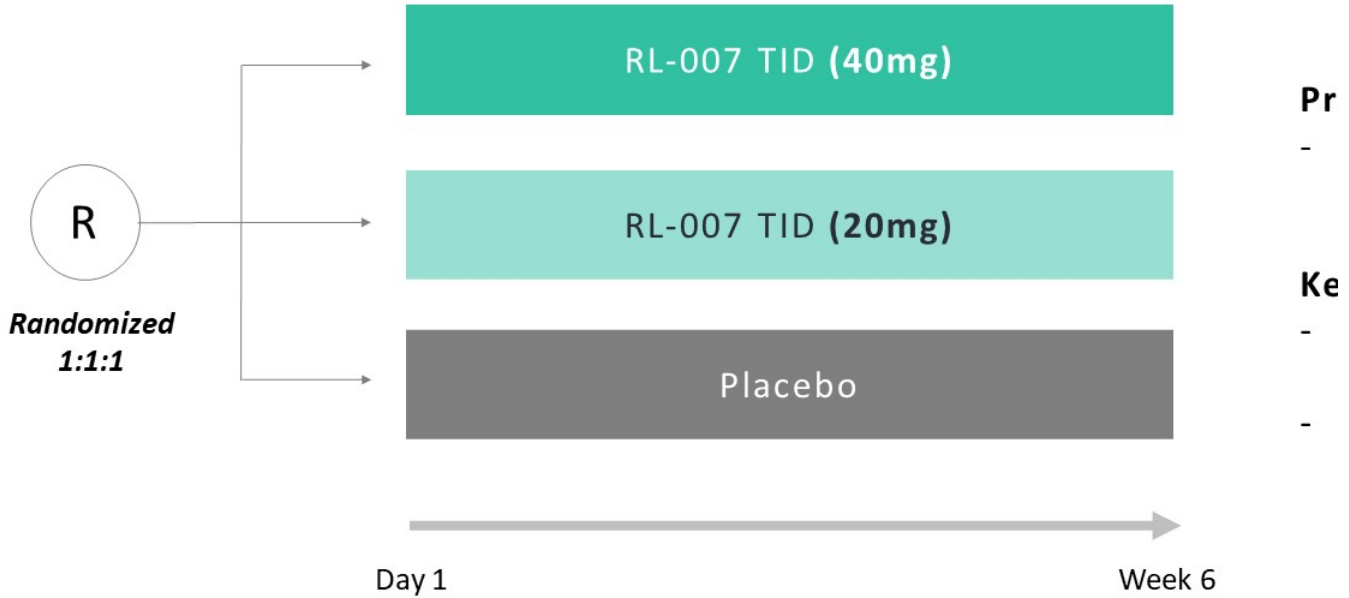 RL-007 TID (40mg)
R
RL-007 TID (20mg)
Randomized
1:1:1
Placebo
Day 1
Week 6
Pr
-
Ke
-
-